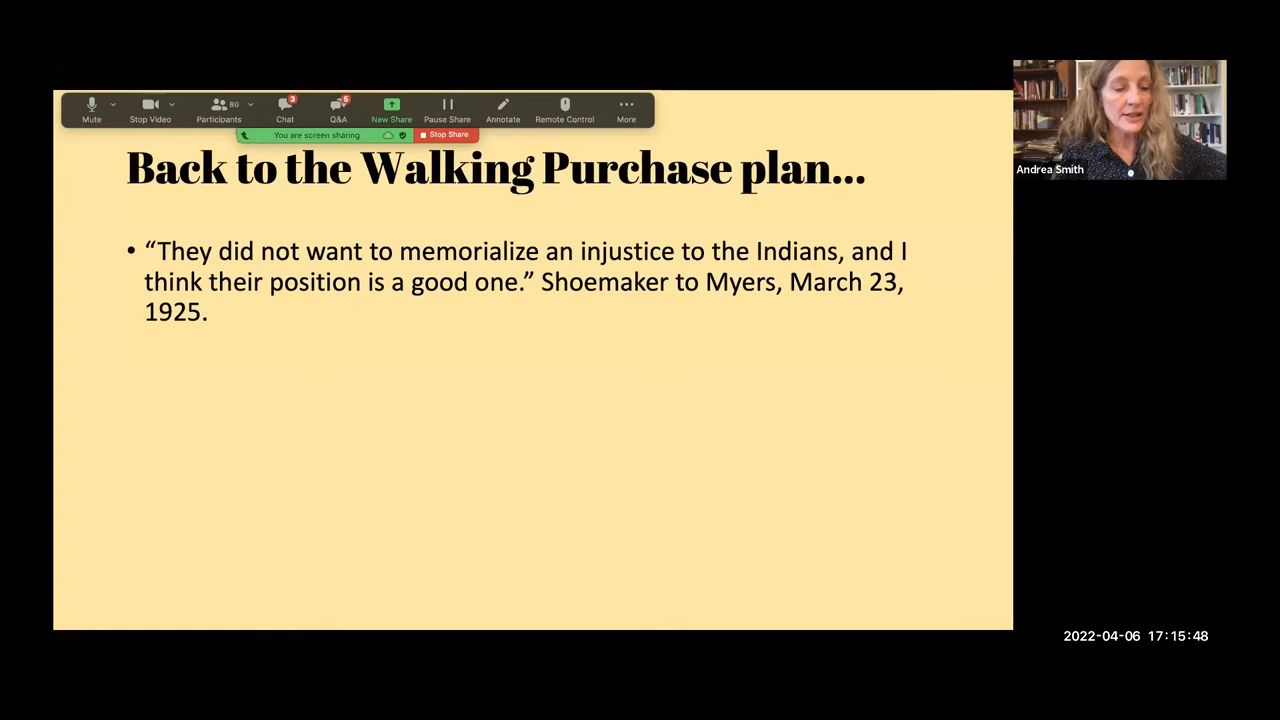 80
3
6
Mute
Stop Video
Participants
Chat
Q&A
New Share
Pause Share
Annotate
Remote Control
More
You are screen sharing
Stop Share
Back to the Walking Purchase plan...
• “They did not want to memorialize an injustice to the Indians, and I
think their position is a good one.” Shoemaker to Myers, March 23,
1925.
Andrea Smith
2022-04-06 17:15:48